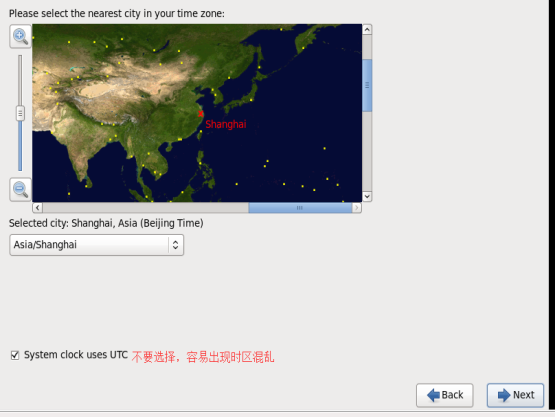 Please select the nearest city in your time zone:
Shanghai
Selected city: Shanghai, Asia (Beijing Time)
Asia/Shanghai
System clock uses UTC 不要选择，容易出现时区混乱
Back Next